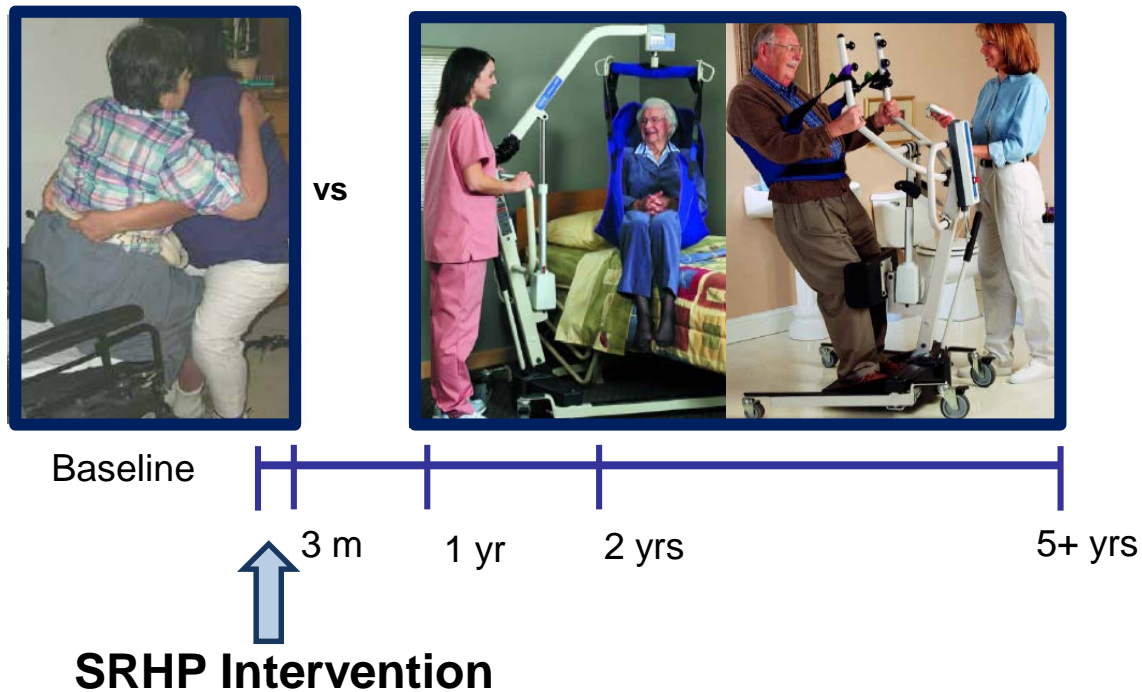 vs
Baseline
3 m
1 yr
2 yrs
5+ yrs
SRHP Intervention